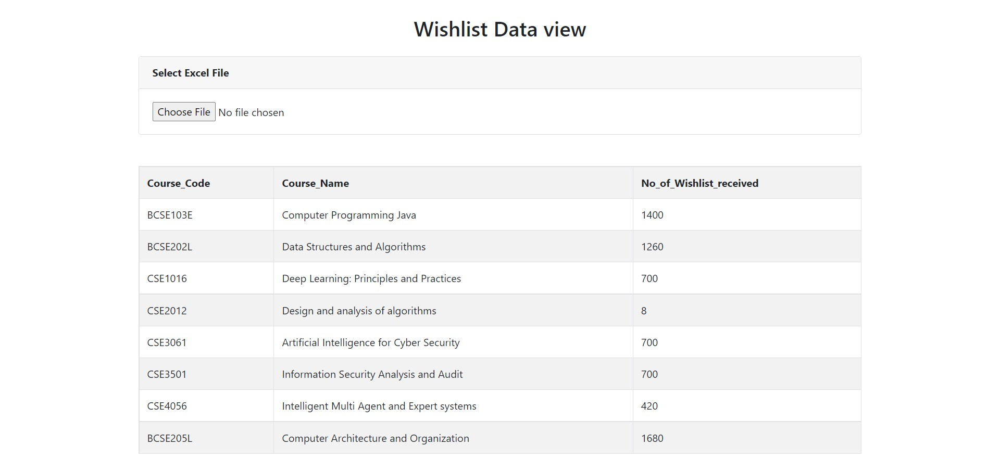 Wishlist Data view
Select Excel File
Choose File No file chosen
Course_Code Course_Name No_of_Wishlist_received
BCSE103E Computer Programming Java 1400
BCSE202L Data Structures and Algorithms 1260
CSE1016 Deep Learning: Principles and Practices 700
CSE2012 Design and analysis of algorithms 8
CSE3061 Artificial Intelligence for Cyber Security 700
CSE3501 Information Security Analysis and Audit 700
CSE4056 Intelligent Multi Agent and Expert systems 420
BCSE205L Computer Architecture and Organization 1680